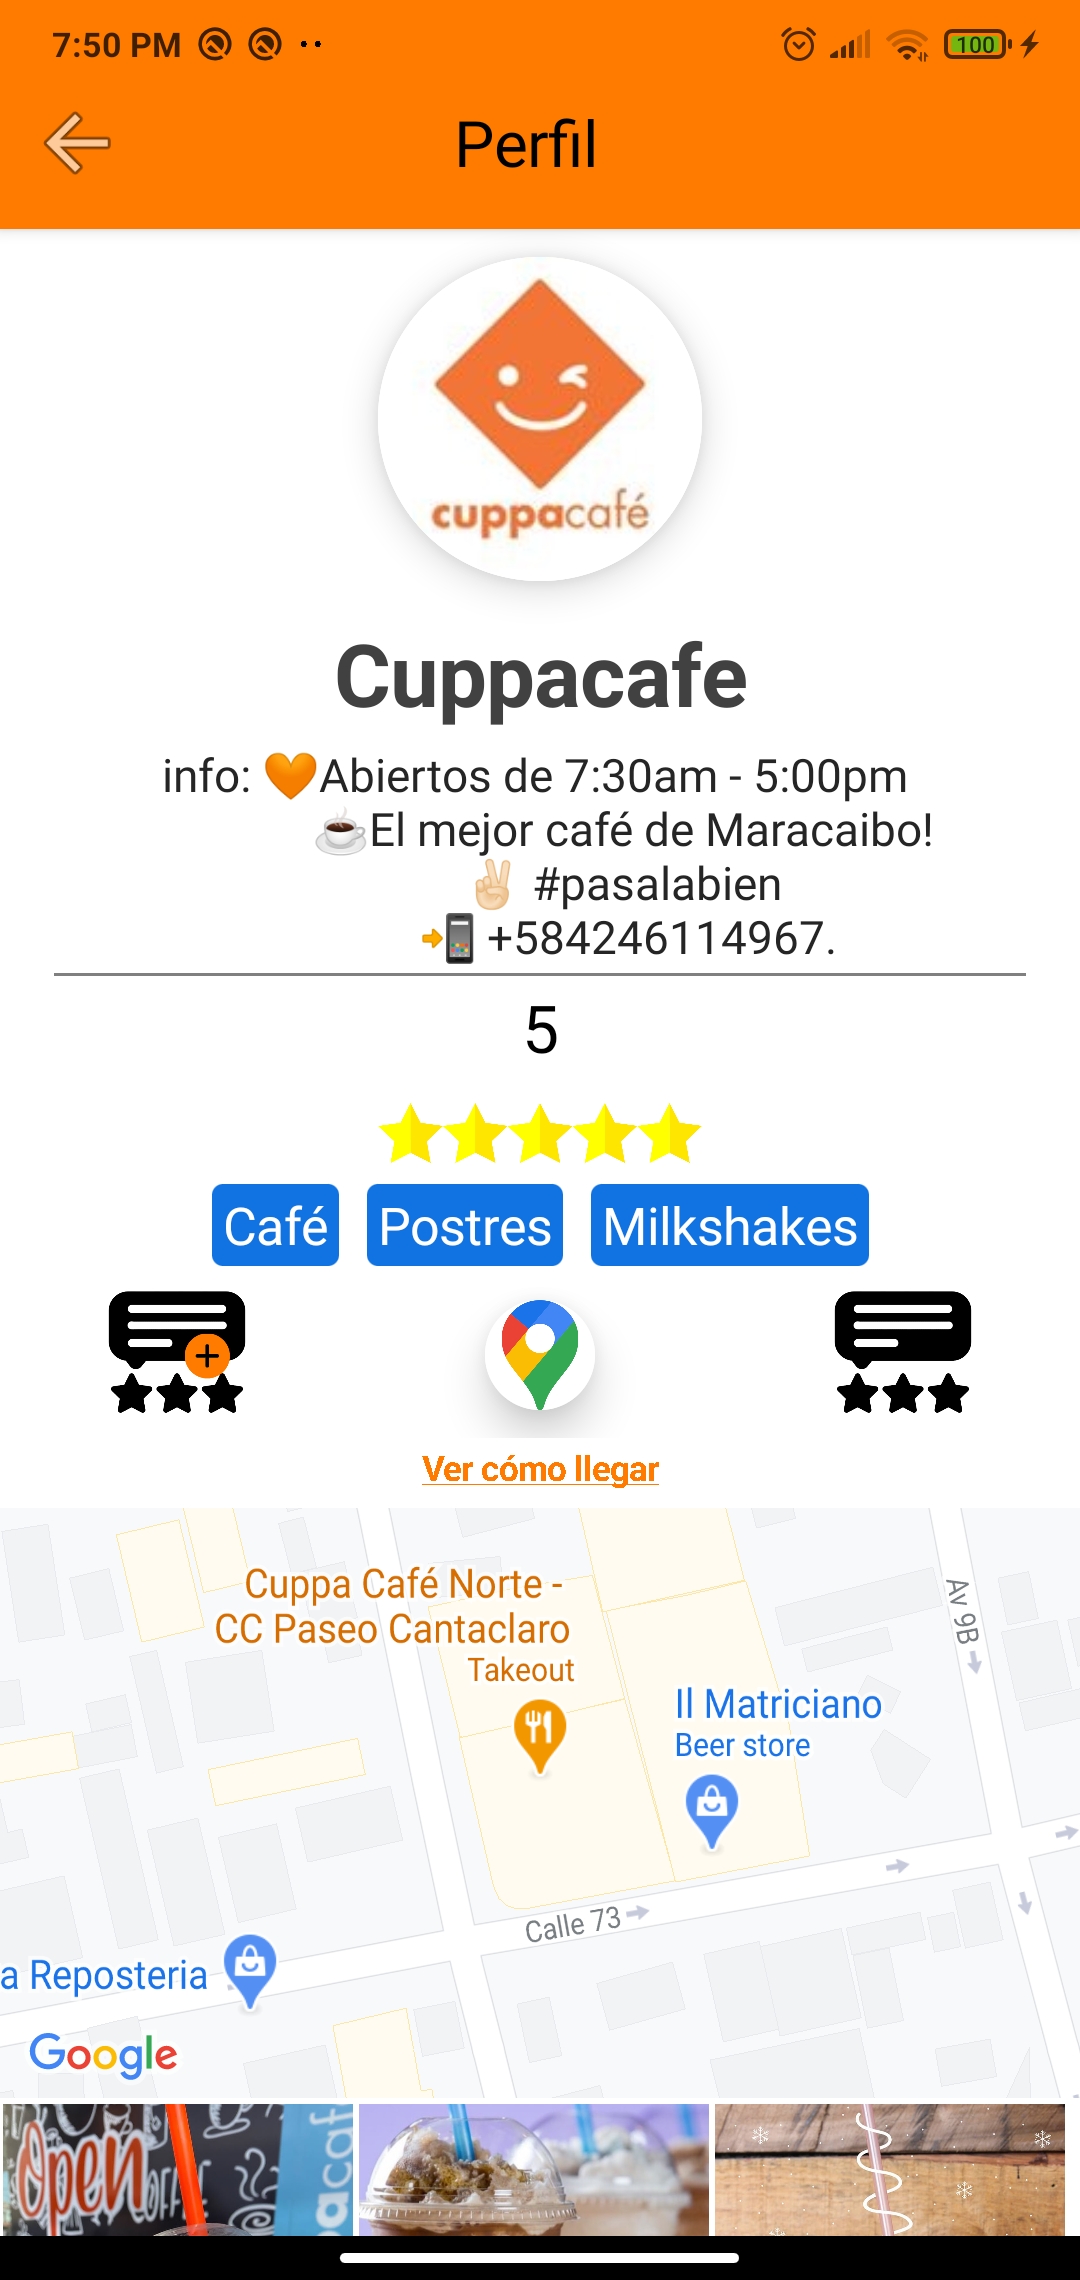 7:50 PM
100
Perfil
cuppacafé
Cuppacafe
info: 🧡Abiertos de 7:30am - 5:00pm
☕El mejor café de Maracaibo!
✌🏻 #pasalabien
📲 +584246114967.
5
Café Postres Milkshakes
Ver cómo llegar
Cuppa Café Norte -
CC Paseo Cantaclaro
Takeout
Av 9B
Il Matriciano
Beer store
Calle 73
a Reposteria
Google
Open